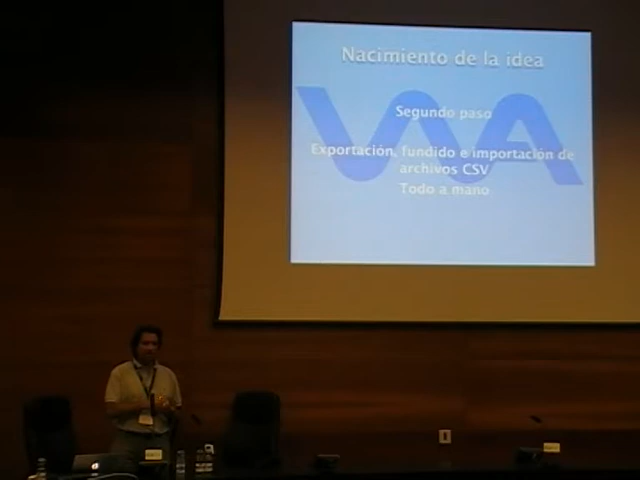 Nacimiento de la idea
Segundo paso
Exportación, fundido e importación de
archivos CSV
Todo a mano